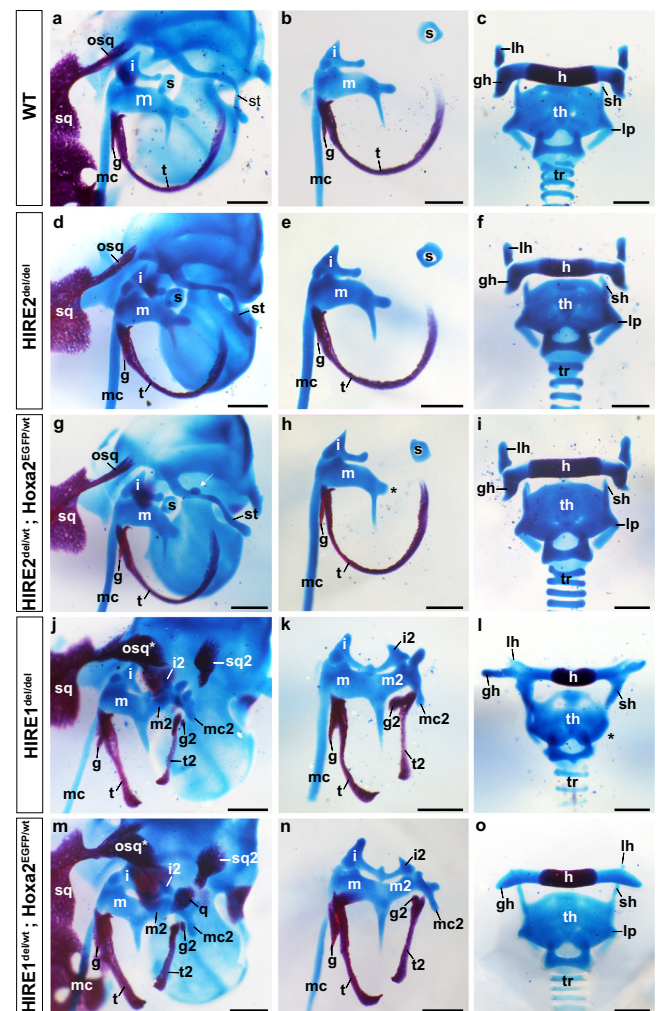 WT
a
osq
i
s
m
st
sq
g
mc
t
b
s
i
m
t
mc
c
lh
h
gh
sh
th
lp
tr
HIRE2del/del
d
osq
i
s
m
sq
st
g
mc
t
e
s
i
m
g
mc
t
f
lh
h
gh
sh
th
lp
tr
HIRE2del/wt ; Hoxa2EGFP/wt
g
osq
i
s
m
sq
st
g
mc
t
h
s
i
m
*
g
mc
t
i
lh
h
gh
sh
th
lp
tr
HIRE1del/del
j
osq*
i
i2
sq2
sq
m
m2
mc2
g2
g
t2
mc
t
k
i
i2
m
m2
g2
mc2
g
t2
t
l
lh
h
gh
sh
th
*
tr
HIRE1del/wt ; Hoxa2EGFP/wt
m
osq*
i
i2
sq2
sq
m
q
m2
mc2
g2
g
t2
mc
t
n
i
i2
m
m2
g2
mc2
g
t2
t
o
lh
h
gh
sh
th
lp
tr